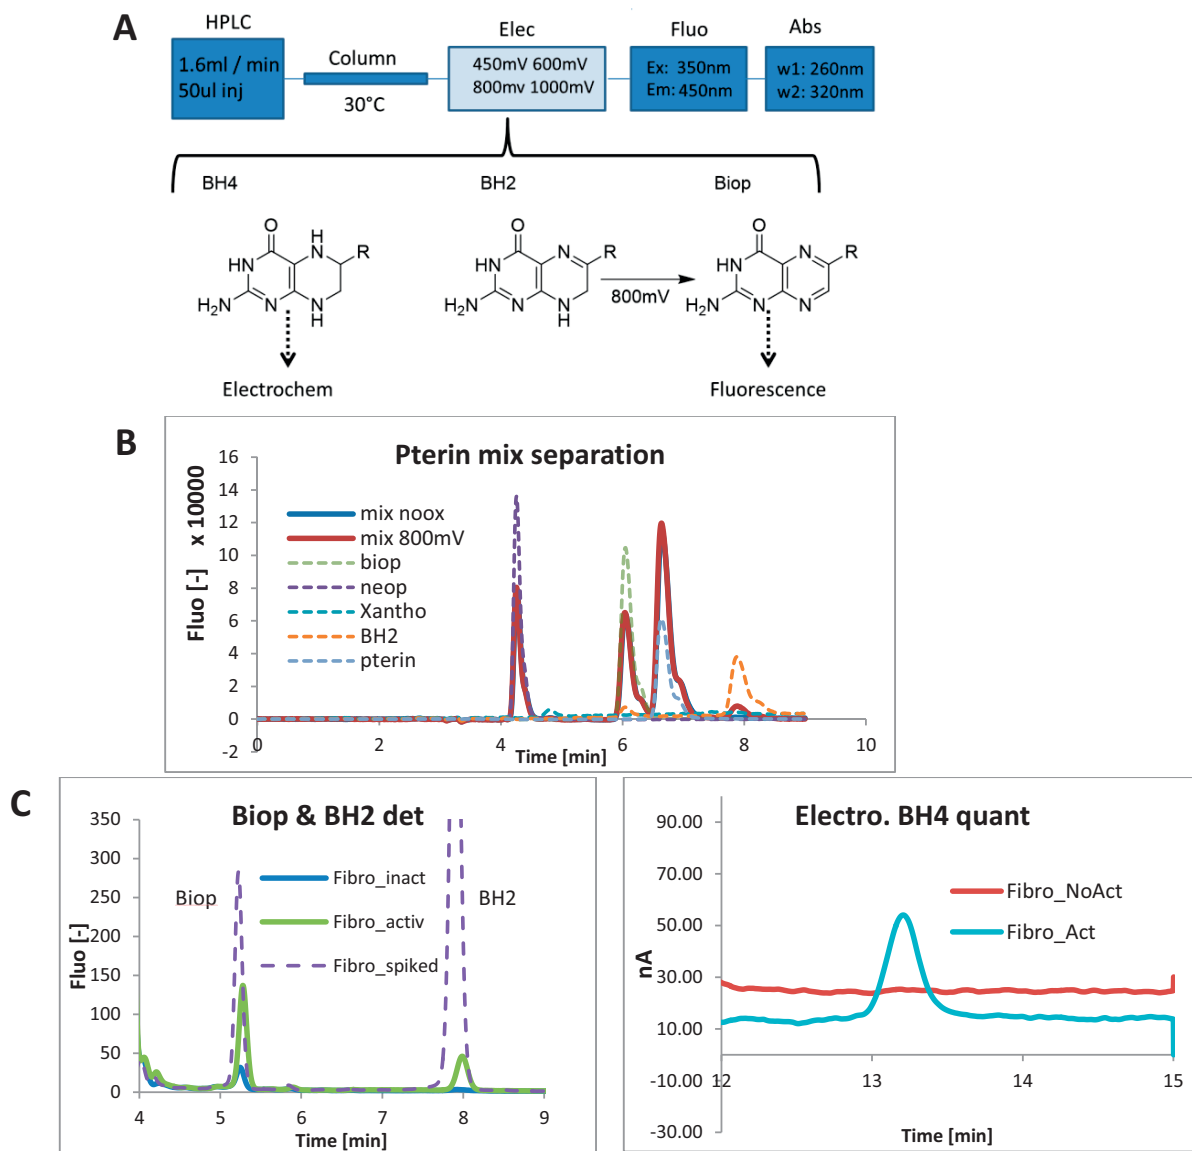 A
HPLC
1.6ml / min
50ul inj
Column
30°C
Elec
450mV 600mV
800mv 1000mV
Fluo
Ex: 350nm
Em: 450nm
Abs
w1: 260nm
w2: 320nm
BH4
BH2
Biop
O
H
N
R
HN
H2N
N
N
H
O
N
R
HN
H2N
N
N
H
800mV
O
N
R
HN
H2N
N
N
Electrochem
Fluorescence
B
Pterin mix separation
Fluo [-] x 10000
16
14
12
10
8
6
4
2
0
-2
mix noox
mix 800mV
biop
neop
Xantho
BH2
pterin
0
2
4
6
8
10
Time [min]
C
Biop & BH2 det
Fluo [-]
350
300
250
200
150
100
50
0
Biop
BH2
Fibro_inact
Fibro_activ
Fibro_spiked
4
5
6
7
8
9
Time [min]
Electro. BH4 quant
nA
90.00
70.00
50.00
30.00
10.00
-10.00
-30.00
Fibro_NoAct
Fibro_Act
12
13
14
15
Time [min]